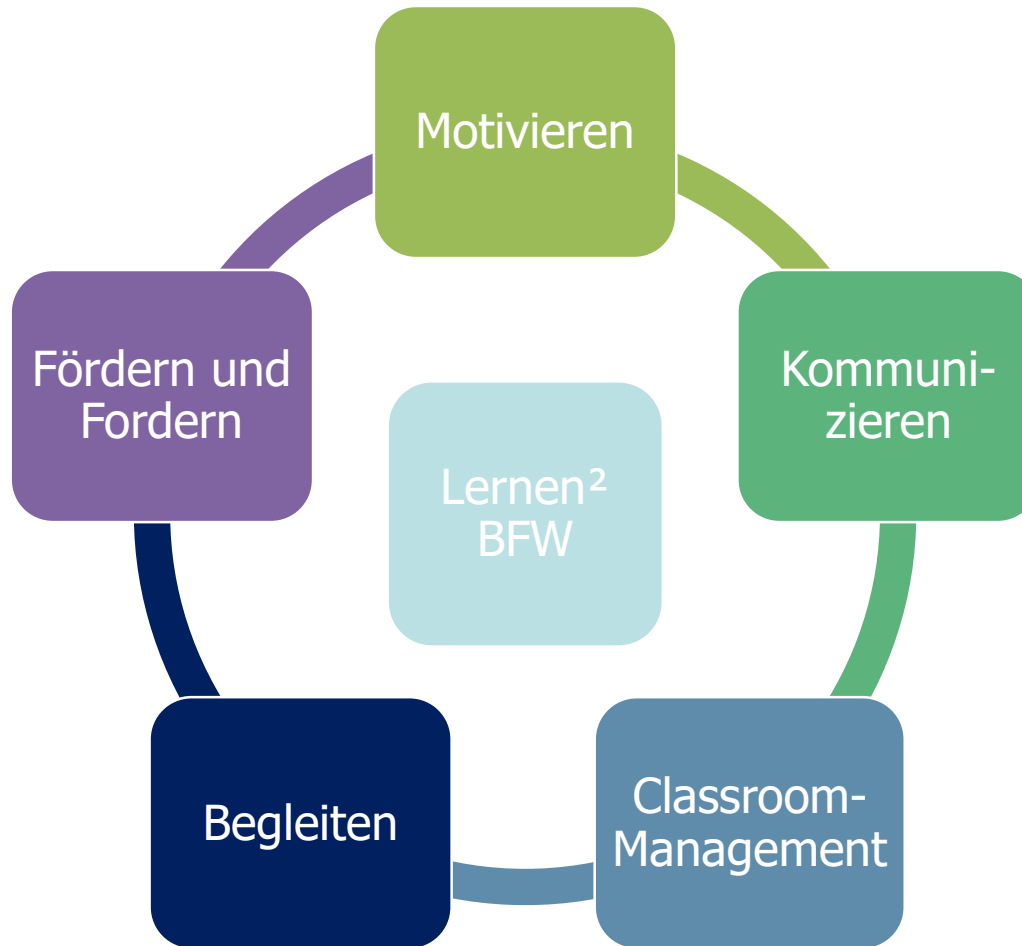 Motivieren
Fördern und
Fordern
Kommuni-
zieren
Lernen²
BFW
Begleiten
Classroom-
Management